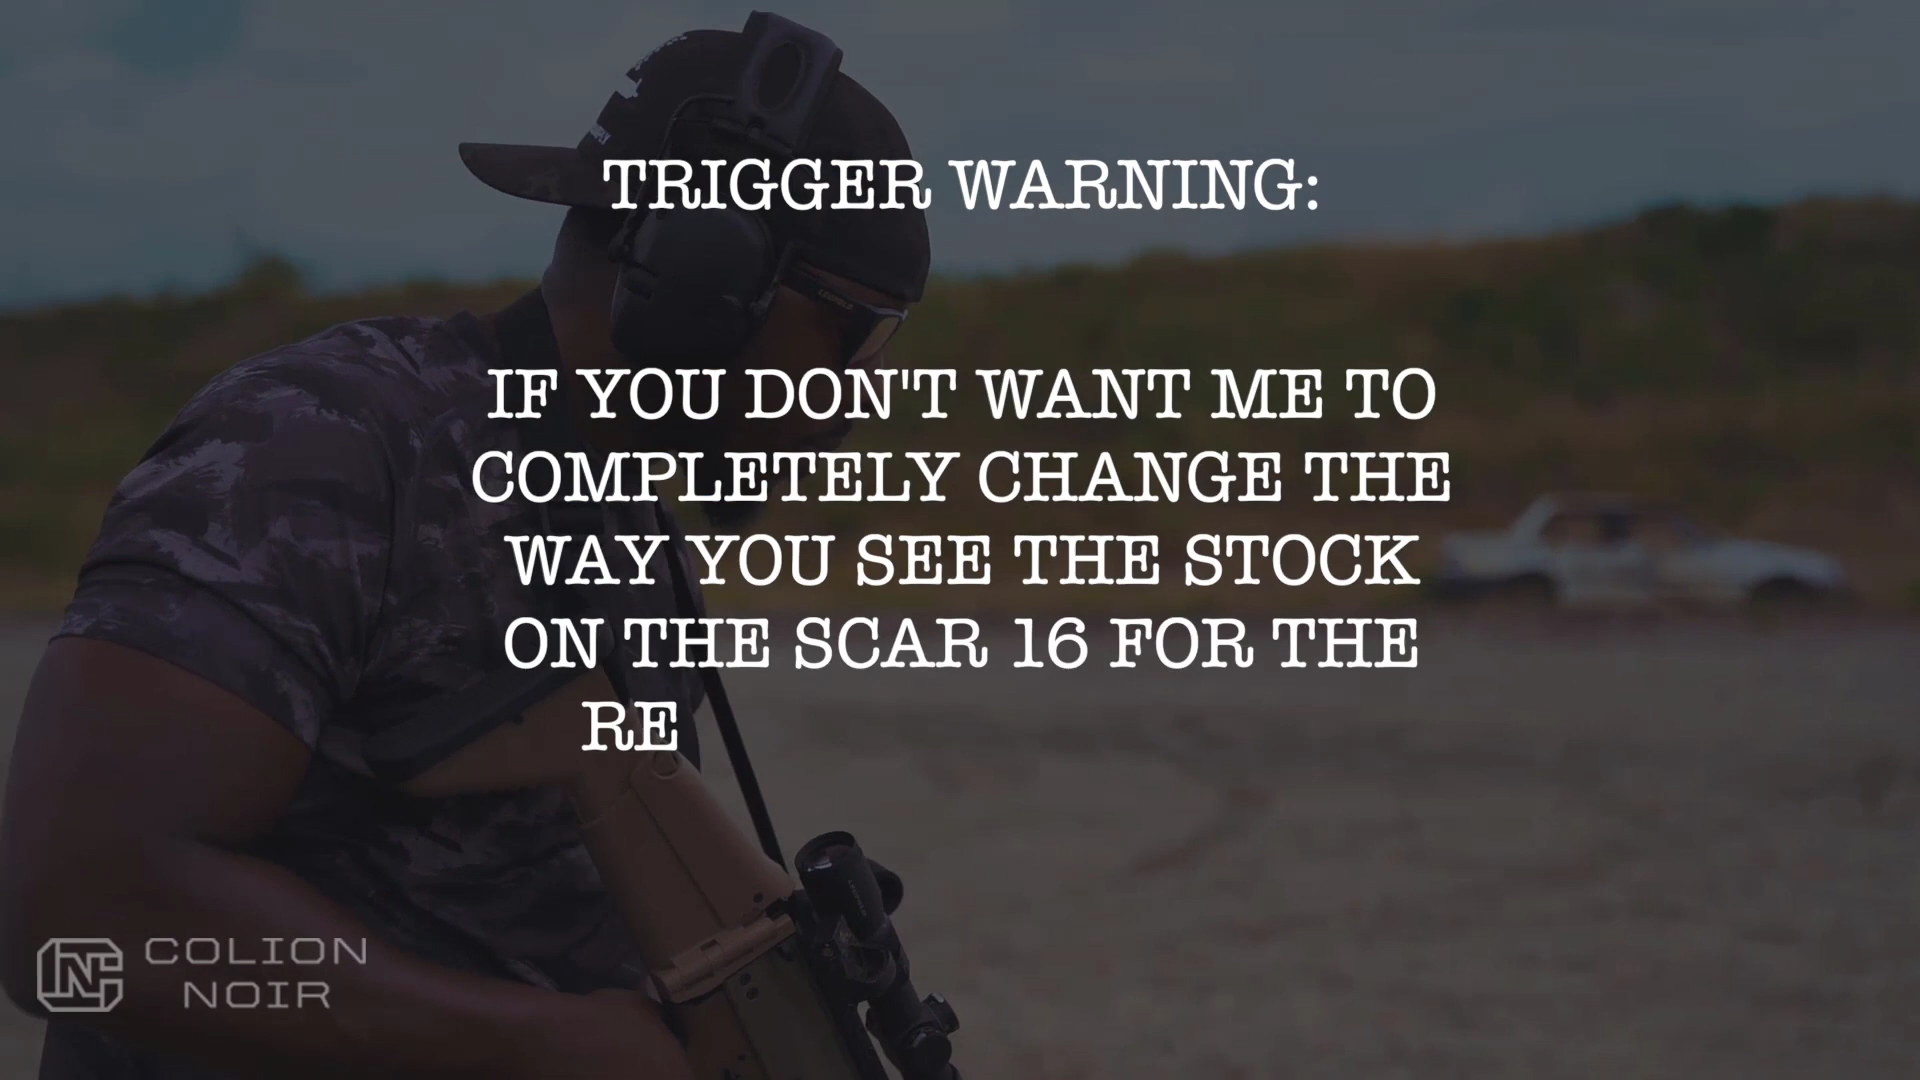 TRIGGER WARNING:
IF YOU DON'T WANT ME TO
COMPLETELY CHANGE THE
WAY YOU SEE THE STOCK
ON THE SCAR 16 FOR THE
RE
COLION
NOIR